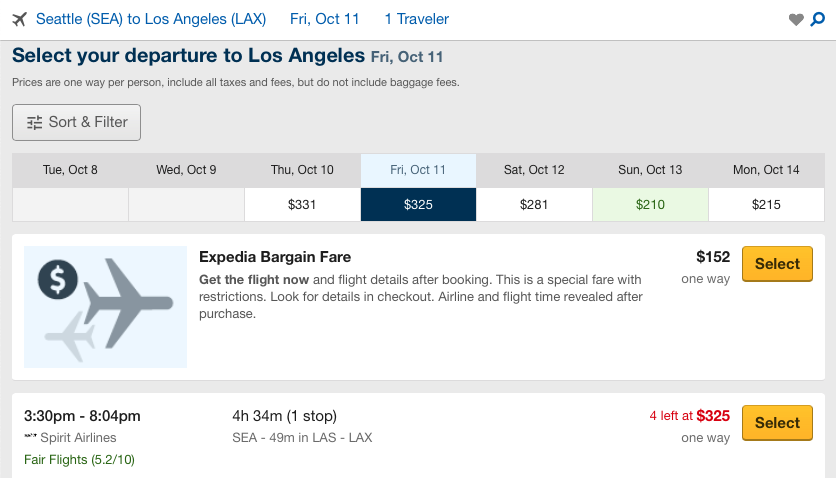 Seattle (SEA) to Los Angeles (LAX) Fri, Oct 11 1 Traveler
Select your departure to Los Angeles Fri, Oct 11
Prices are one way per person, include all taxes and fees, but do not include baggage fees.
Sort & Filter
Tue, Oct 8 Wed, Oct 9 Thu, Oct 10 Fri, Oct 11 Sat, Oct 12 Sun, Oct 13 Mon, Oct 14
$331 $325 $281 $210 $215
$
Expedia Bargain Fare $152 Select
Get the flight now and flight details after booking. This is a special fare with one way
restrictions. Look for details in checkout. Airline and flight time revealed after
purchase.
3:30pm - 8:04pm 4h 34m (1 stop) 4 left at $325 Select
Spirit Airlines SEA - 49m in LAS - LAX one way
Fair Flights (5.2/10)